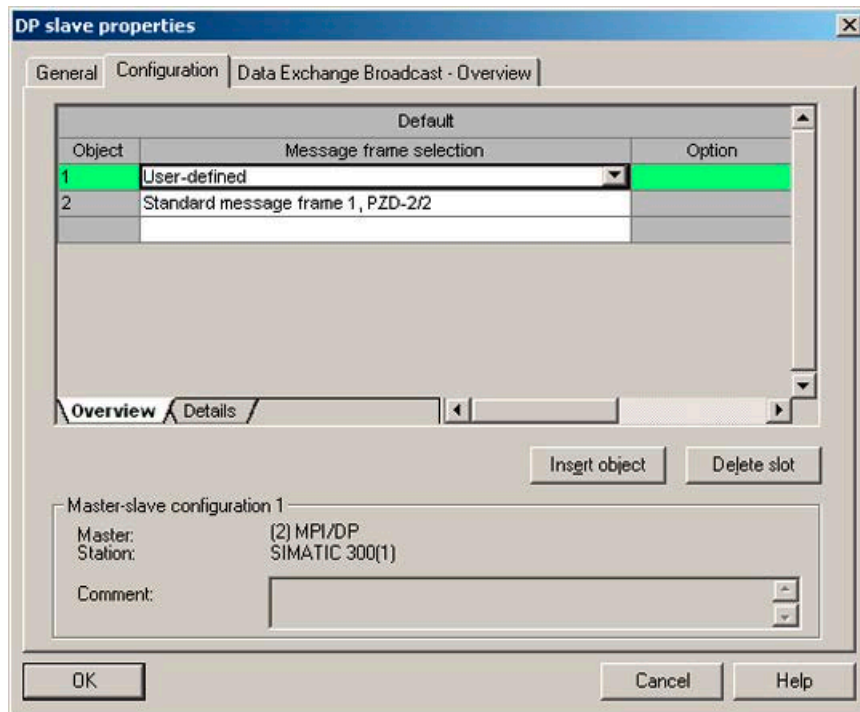 DP slave properties
General Configuration Data Exchange Broadcast - Overview
Default
Object Message frame selection Option
1 User-defined
2 Standard message frame 1, PZD-2/2
Overview Details
Insert object Delete slot
Master-slave configuration 1
Master: (2) MPI/DP
Station: SIMATIC 300(1)
Comment:
OK Cancel Help